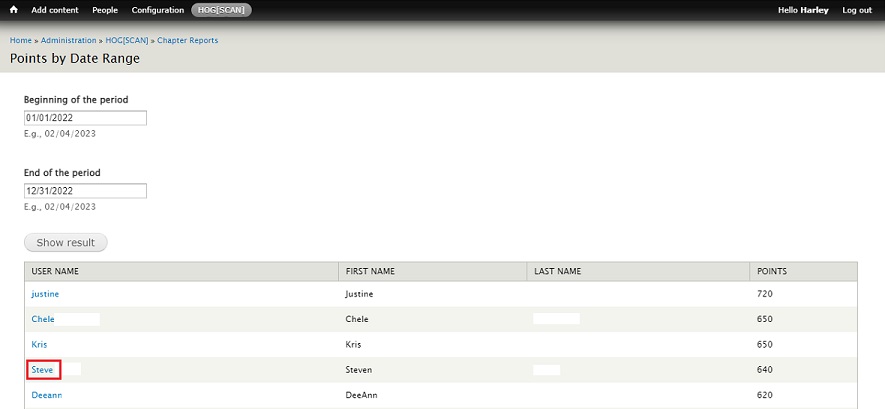 Add content People Configuration HOG[SCAN] Hello Harley Log out
Home » Administration » HOG[SCAN] » Chapter Reports
Points by Date Range
Beginning of the period
01/01/2022
E.g., 02/04/2023
End of the period
12/31/2022
E.g., 02/04/2023
Show result
USER NAME FIRST NAME LAST NAME POINTS
justine Justine 720
Chele Chele 650
Kris Kris 650
Steve Steven 640
Deeann DeeAnn 620